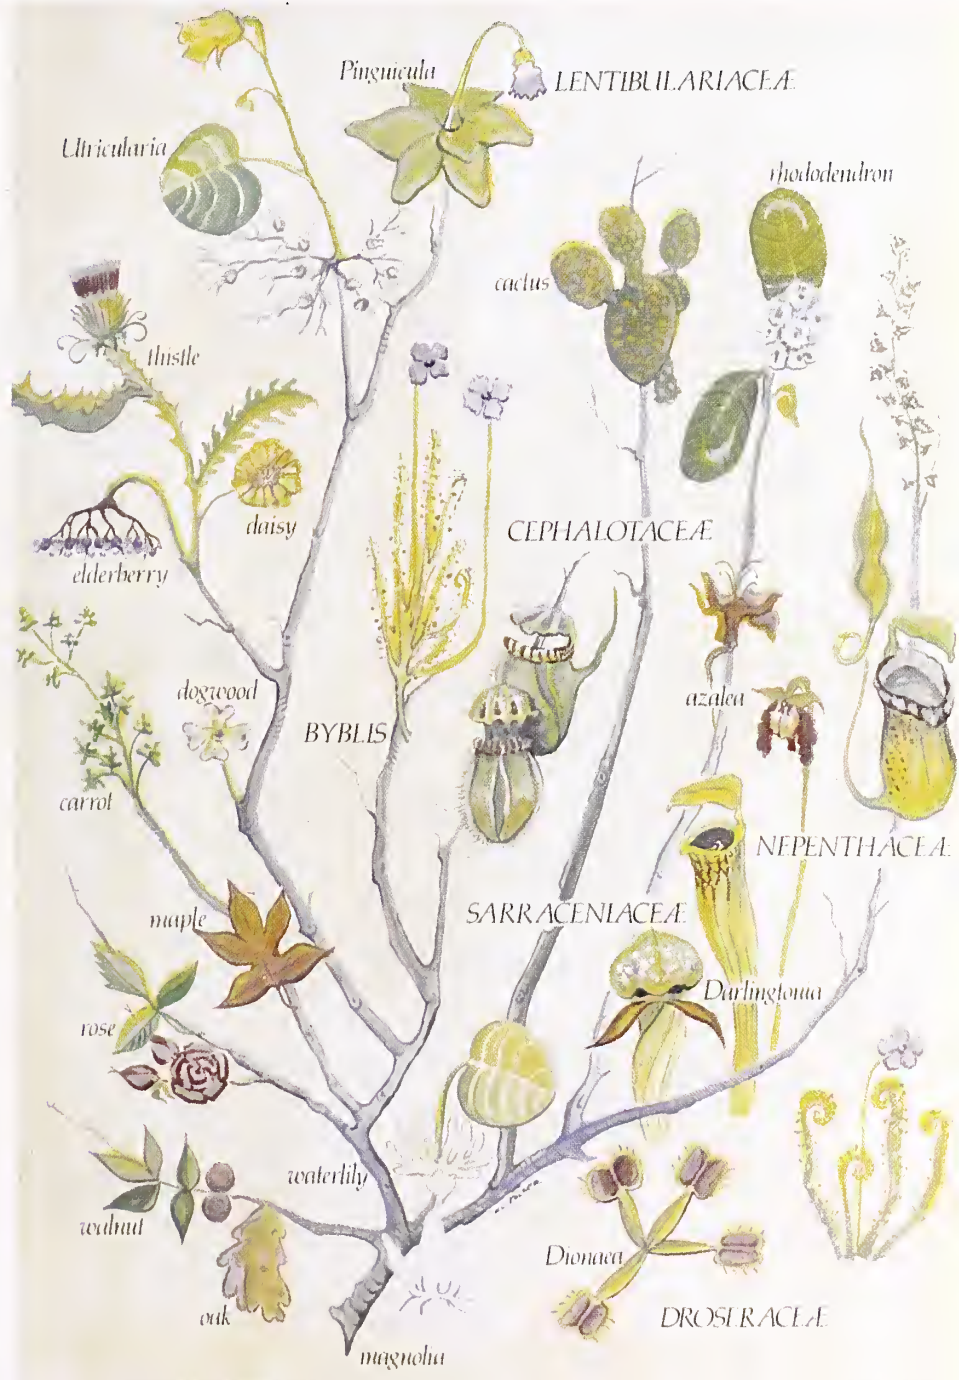 Pinguicula
LENTIBULARIACEÆ
Utricularia
rhododendron
cactus
thistle
daisy
CEPHALOTACEÆ
elderberry
dogwood
azalea
BYBLIS
carrot
NEPENTHACEÆ
maple
SARRACENIACEÆ
Darlingtonia
rose
waterlily
walnut
Dionaea
oak
DROSERACEÆ
magnolia